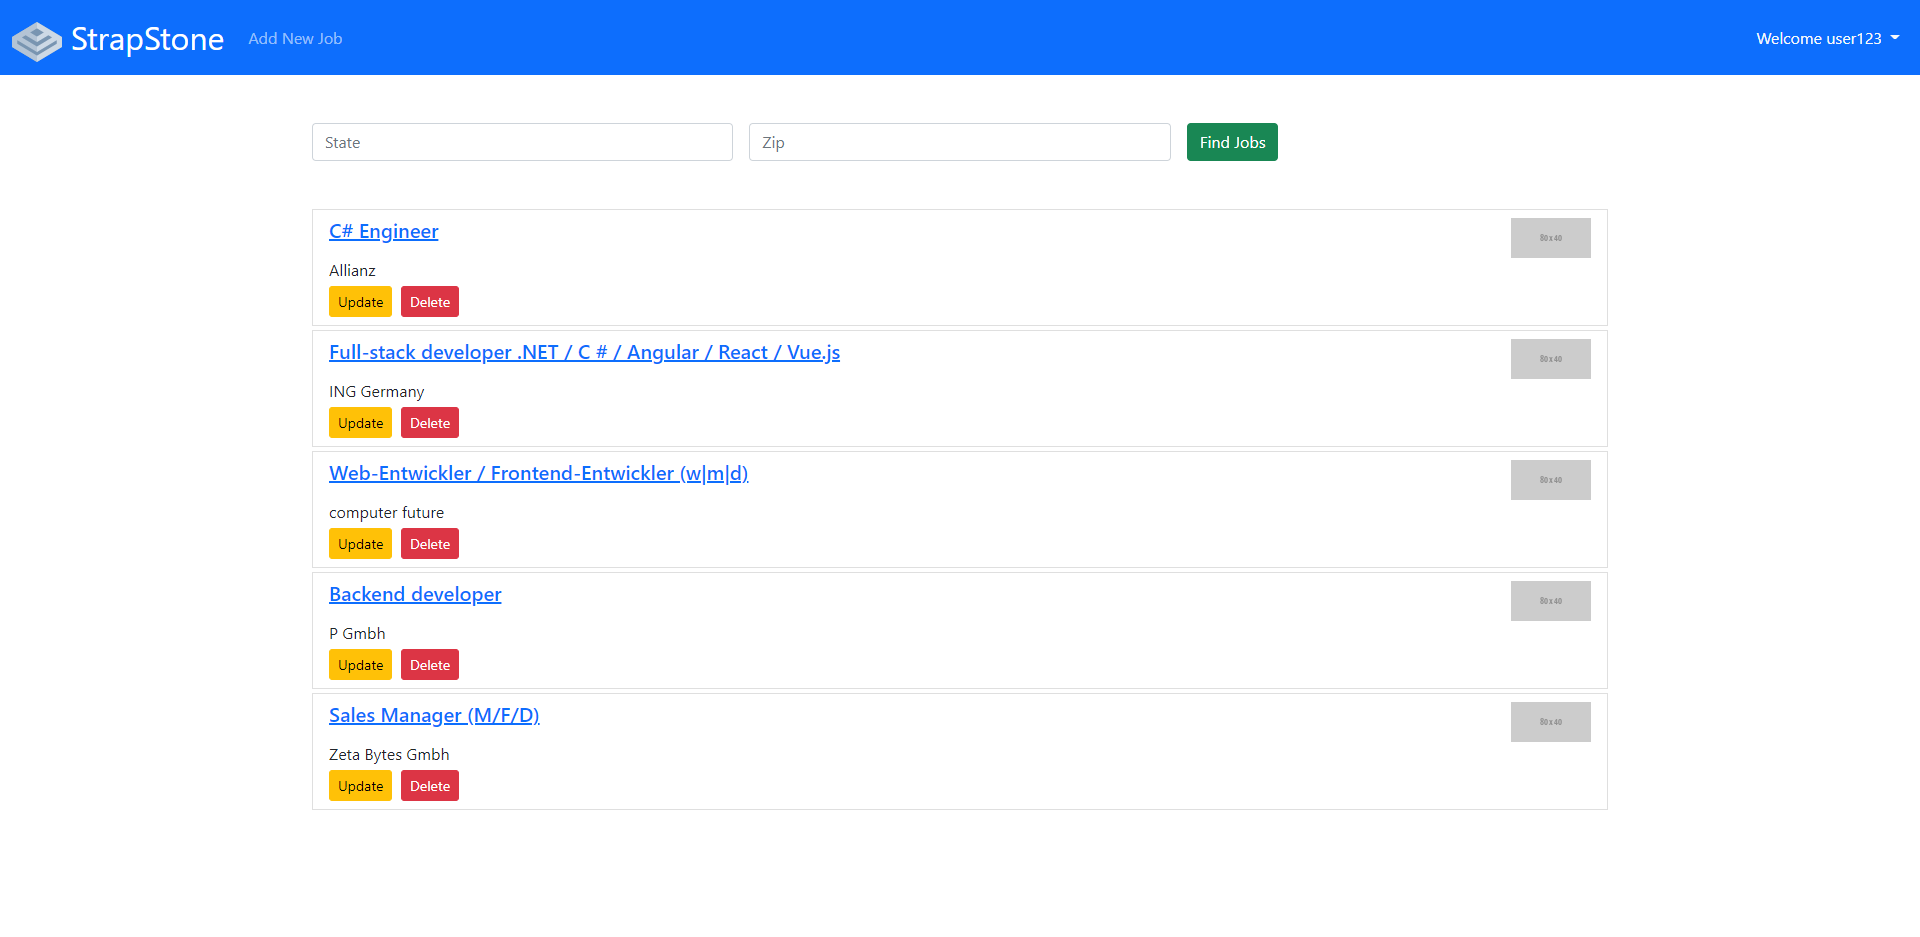 StrapStone Add New Job Welcome user123
State Zip Find Jobs
C# Engineer
80x40
Allianz
Update Delete
Full-stack developer .NET / C # / Angular / React / Vue.js
80x40
ING Germany
Update Delete
Web-Entwickler / Frontend-Entwickler (w|m|d)
80x40
computer future
Update Delete
Backend developer
80x40
P Gmbh
Update Delete
Sales Manager (M/F/D)
80x40
Zeta Bytes Gmbh
Update Delete